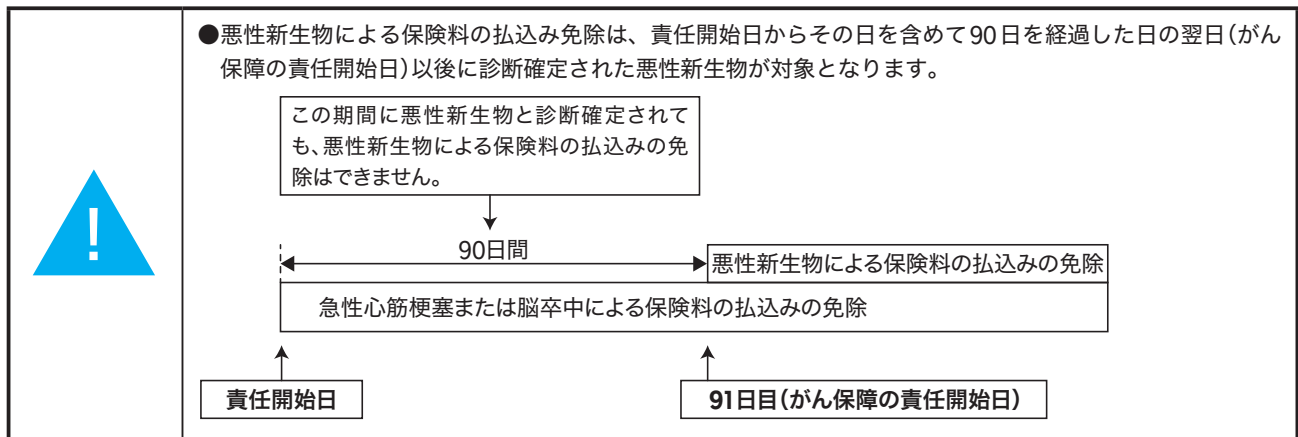 ●悪性新生物による保険料の払込み免除は、責任開始日からその日を含めて90日を経過した日の翌日(がん
保障の責任開始日)以後に診断確定された悪性新生物が対象となります。
この期間に悪性新生物と診断確定されて
も、悪性新生物による保険料の払込みの免
除はできません。
!
90日間
悪性新生物による保険料の払込みの免除
急性心筋梗塞または脳卒中による保険料の払込みの免除
責任開始日
91日目(がん保障の責任開始日)